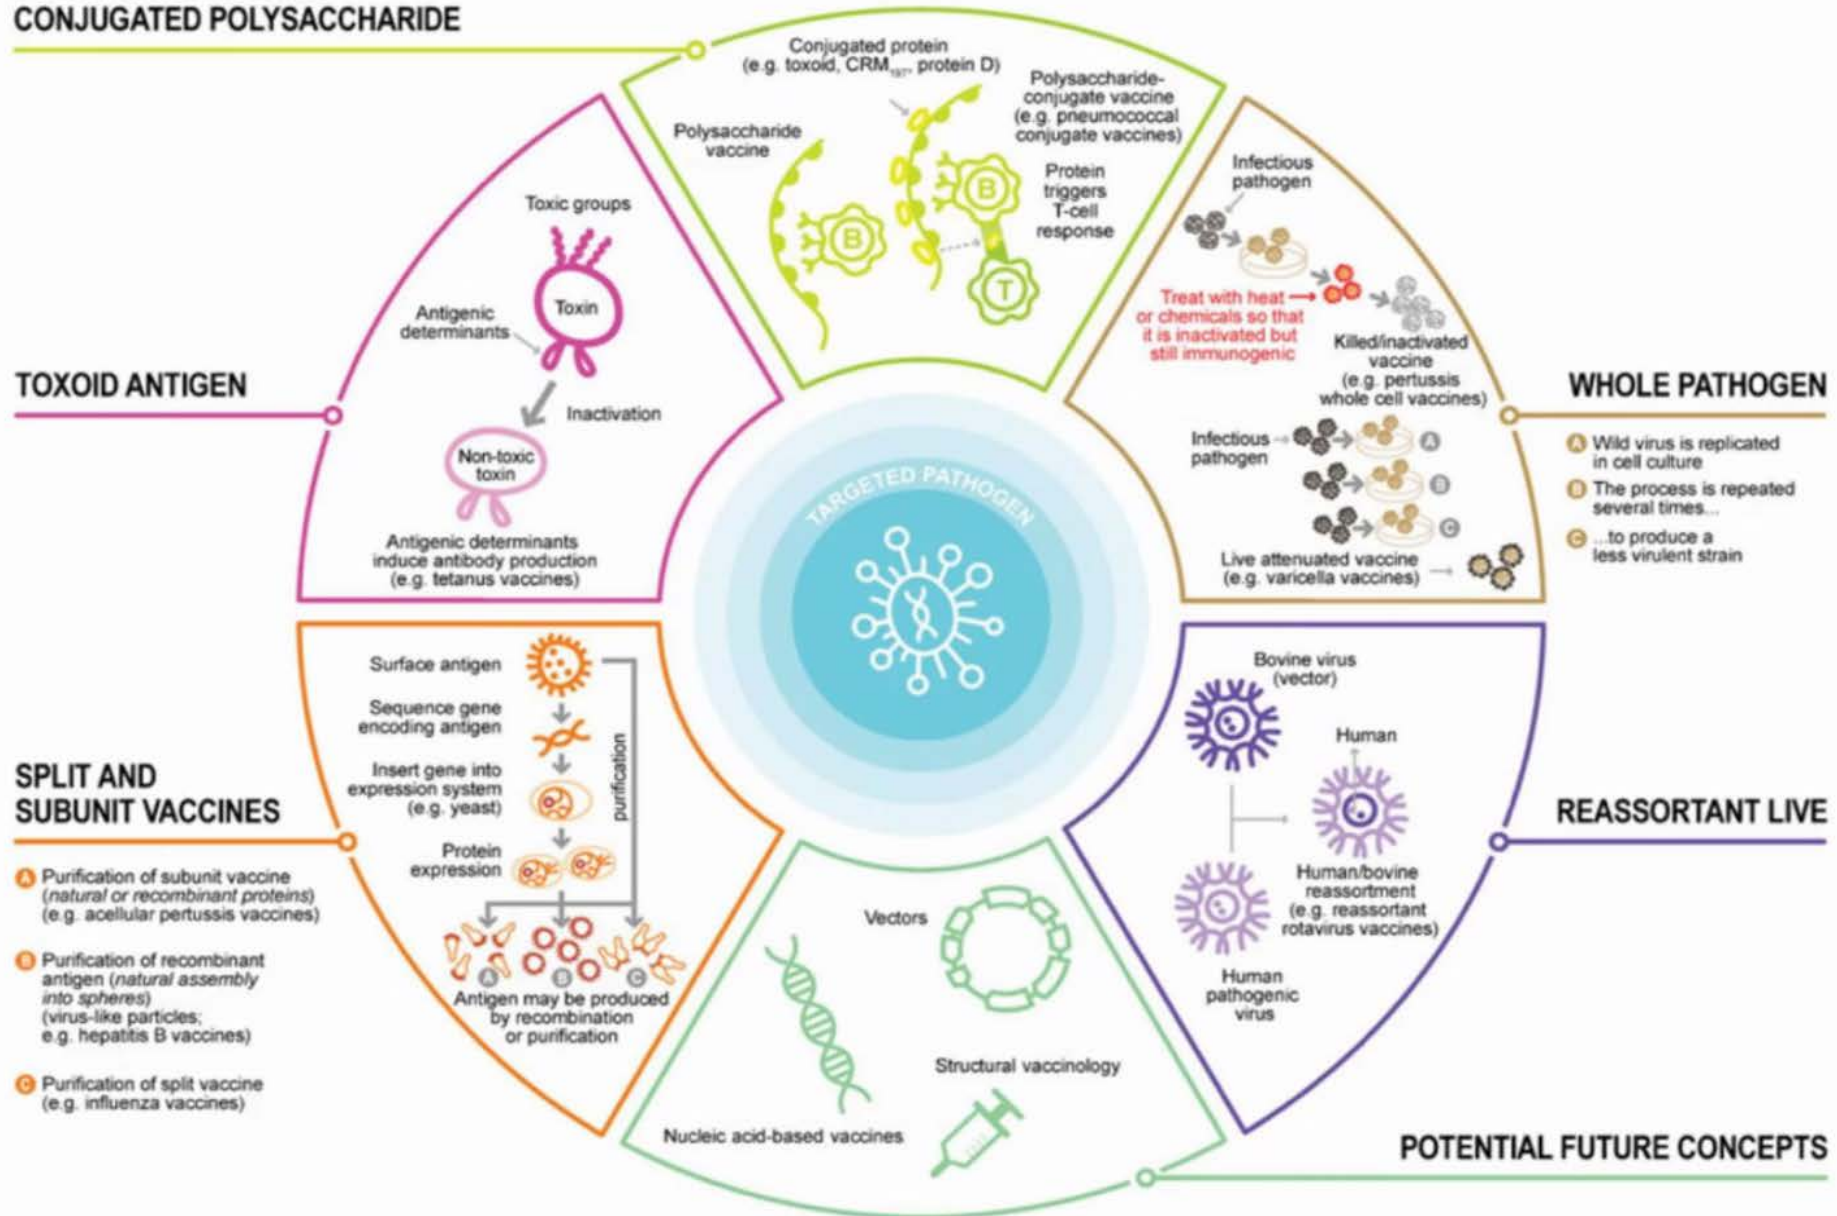 CONJUGATED POLYSACCHARIDE
Conjugated protein
(e.g. toxoid, CRM197, protein D)
Polysaccharide-
conjugate vaccine
(e.g. pneumococcal
conjugate vaccines)
Polysaccharide
vaccine
B
B
T
Protein
triggers
T-cell
response
TOXOID ANTIGEN
Toxic groups
Toxin
Antigenic
determinants
Inactivation
Non-toxic
toxin
Antigenic determinants
induce antibody production
(e.g. tetanus vaccines)
WHOLE PATHOGEN
Infectious
pathogen
Treat with heat
or chemicals so that
it is inactivated but
still immunogenic
Killed/inactivated
vaccine
(e.g. pertussis
whole cell vaccines)
Infectious
pathogen
A
B
C
Live attenuated vaccine
(e.g. varicella vaccines)
A Wild virus is replicated
in cell culture
B The process is repeated
several times...
C ...to produce a
less virulent strain
TARGETED PATHOGEN
SPLIT AND
SUBUNIT VACCINES
Surface antigen
Sequence gene
encoding antigen
Insert gene into
expression system
(e.g. yeast)
Protein
expression
purification
A
B
C
Antigen may be produced
by recombination
or purification
A Purification of subunit vaccine
(natural or recombinant proteins)
(e.g. acellular pertussis vaccines)
B Purification of recombinant
antigen (natural assembly
into spheres)
(virus-like particles;
e.g. hepatitis B vaccines)
C Purification of split vaccine
(e.g. influenza vaccines)
REASSORTANT LIVE
Bovine virus
(vector)
Human
Human/bovine
reassortment
(e.g. reassortant
rotavirus vaccines)
Human
pathogenic
virus
POTENTIAL FUTURE CONCEPTS
Vectors
Structural vaccinology
Nucleic acid-based vaccines